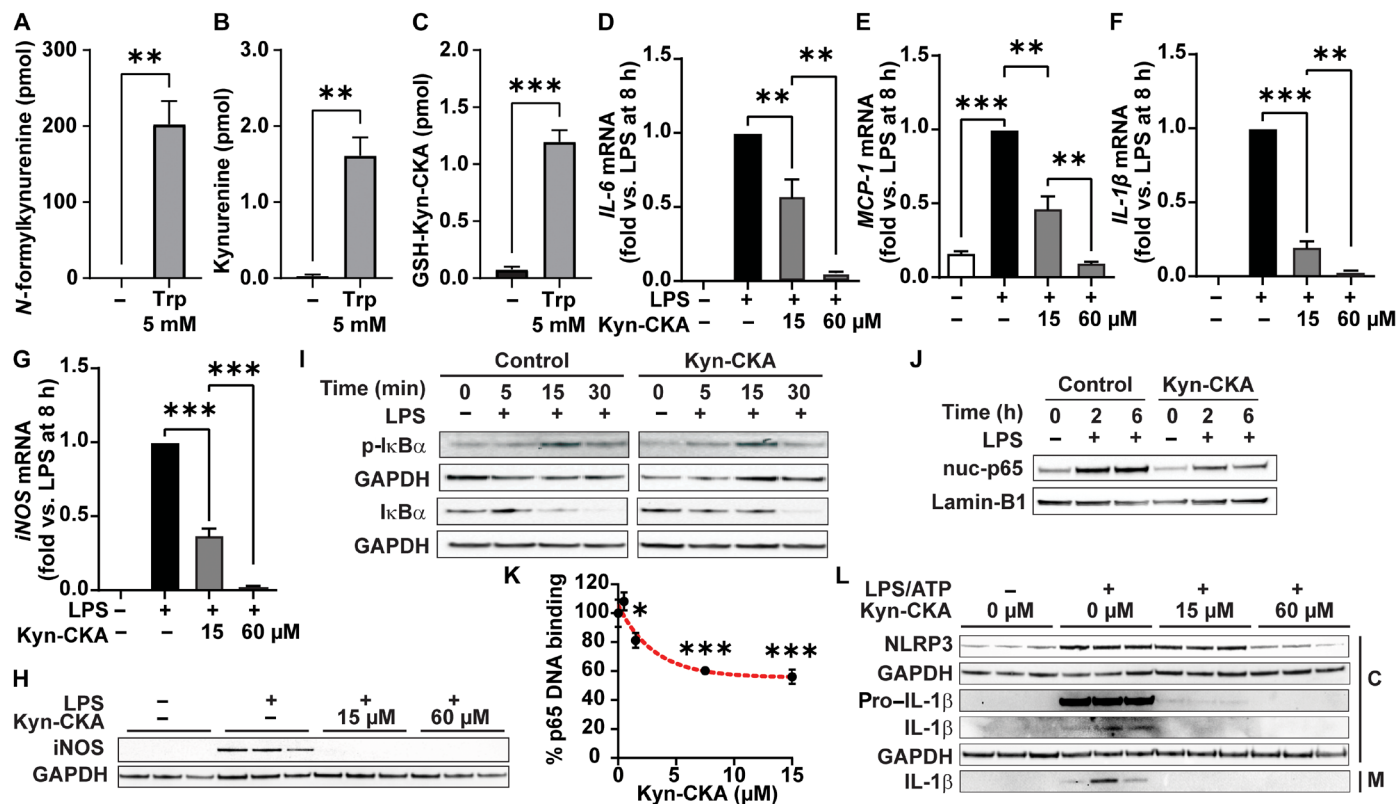 A
N-formylkynurenine (pmol)
300
200
100
0
**
– Trp
5 mM
B
Kynurenine (pmol)
3.0
2.0
1.0
0.0
**
– Trp
5 mM
C
GSH-Kyn-CKA (pmol)
2.0
1.5
1.0
0.5
0.0
***
– Trp
5 mM
D
IL-6 mRNA
(fold vs. LPS at 8 h)
1.5
1.0
0.5
0.0
**
**
LPS – + + +
Kyn-CKA – – 15 60 µM
E
MCP-1 mRNA
(fold vs. LPS at 8 h)
1.5
1.0
0.5
0.0
***
**
**
– + + +
– – 15 60 µM
F
IL-1β mRNA
(fold vs. LPS at 8 h)
1.5
1.0
0.5
0.0
***
**
– + + +
– – 15 60 µM
G
iNOS mRNA
(fold vs. LPS at 8 h)
1.5
1.0
0.5
0.0
***
***
LPS – + + +
Kyn-CKA – – 15 60 µM
H
LPS – + + +
Kyn-CKA – – 15 µM 60 µM
iNOS
GAPDH
I
Control Kyn-CKA
Time (min) 0 5 15 30 0 5 15 30
LPS – + + + – + + +
p-IκBα
GAPDH
IκBα
GAPDH
J
Control Kyn-CKA
Time (h) 0 2 6 0 2 6
LPS – + + – + +
nuc-p65
Lamin-B1
K
% p65 DNA binding
120
100
80
60
40
20
0
*
***
***
0 5 10 15
Kyn-CKA (µM)
L
LPS/ATP – + + +
Kyn-CKA 0 µM 0 µM 15 µM 60 µM
NLRP3
GAPDH
Pro–IL-1β
IL-1β
GAPDH
C
IL-1β
M